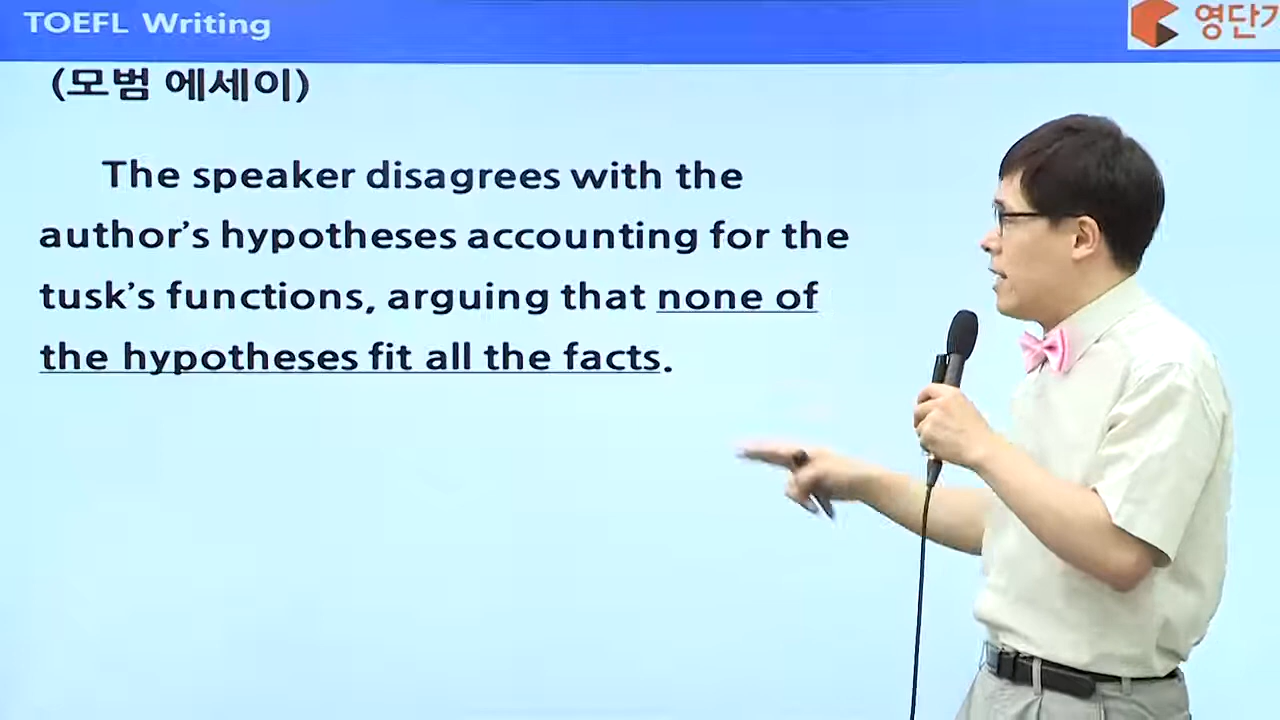 TOEFL Writing
영단기
(모범 에세이)
The speaker disagrees with the
author’s hypotheses accounting for the
tusk’s functions, arguing that none of
the hypotheses fit all the facts.